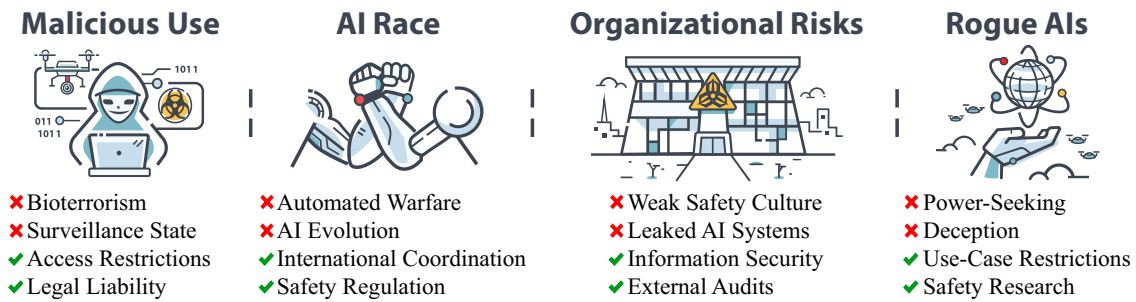 Malicious Use
1011
011
1011
Bioterrorism
Surveillance State
Access Restrictions
Legal Liability
AI Race
Automated Warfare
AI Evolution
International Coordination
Safety Regulation
Organizational Risks
Weak Safety Culture
Leaked AI Systems
Information Security
External Audits
Rogue AIs
Power-Seeking
Deception
Use-Case Restrictions
Safety Research